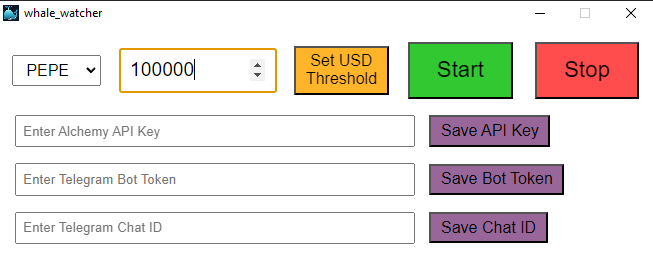 whale_watcher
PEPE
100000
Set USD
Threshold
Start
Stop
Enter Alchemy API Key
Save API Key
Enter Telegram Bot Token
Save Bot Token
Enter Telegram Chat ID
Save Chat ID